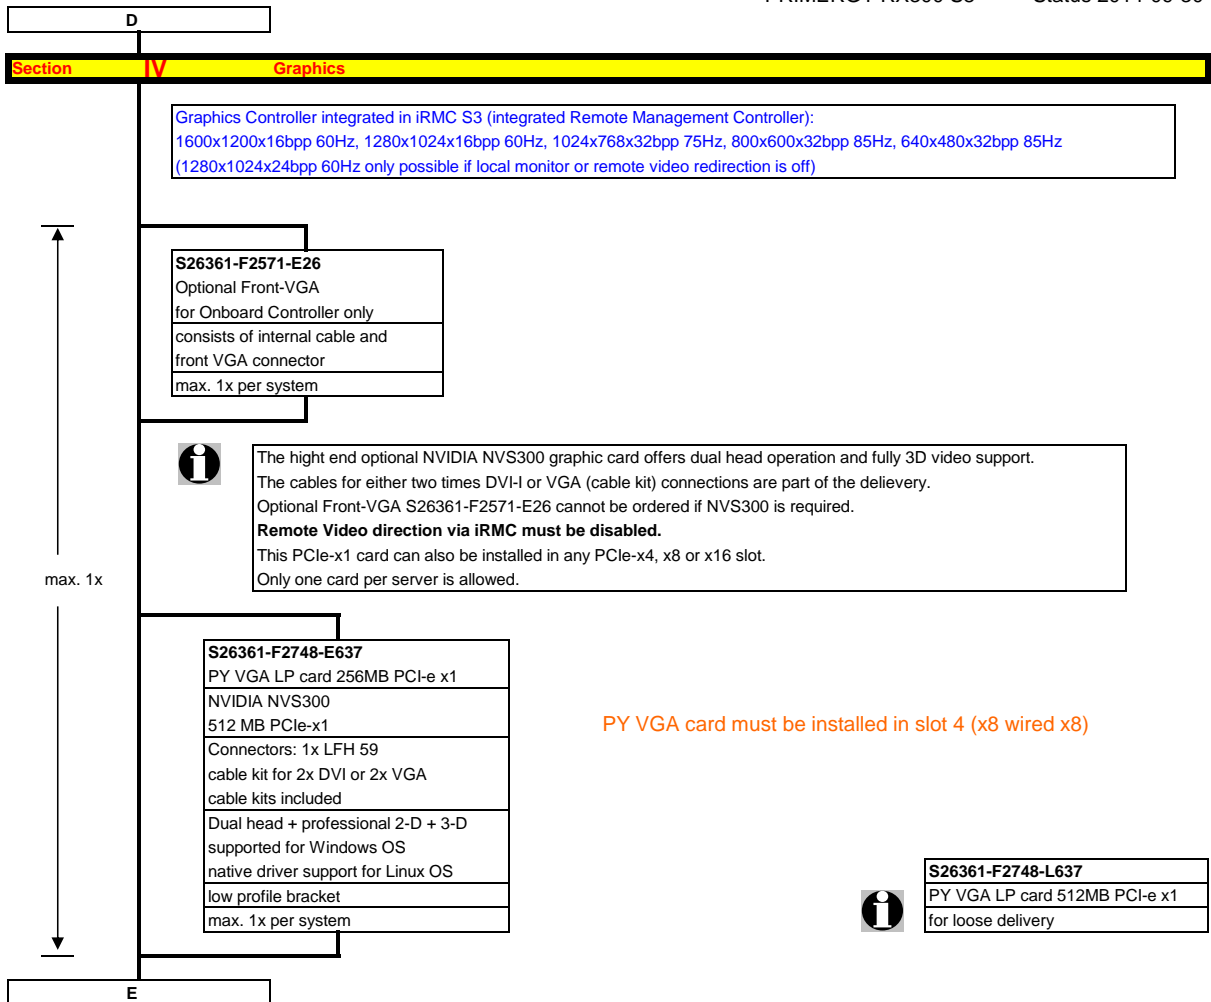 D
Section IV Graphics
Graphics Controller integrated in iRMC S3 (integrated Remote Management Controller):
1600x1200x16bpp 60Hz, 1280x1024x16bpp 60Hz, 1024x768x32bpp 75Hz, 800x600x32bpp 85Hz, 640x480x32bpp 85Hz
(1280x1024x24bpp 60Hz only possible if local monitor or remote video redirection is off)
S26361-F2571-E26
Optional Front-VGA
for Onboard Controller only
consists of internal cable and
front VGA connector
max. 1x per system
The hight end optional NVIDIA NVS300 graphic card offers dual head operation and fully 3D video support.
The cables for either two times DVI-I or VGA (cable kit) connections are part of the delievery.
Optional Front-VGA S26361-F2571-E26 cannot be ordered if NVS300 is required.
Remote Video direction via iRMC must be disabled.
This PCIe-x1 card can also be installed in any PCIe-x4, x8 or x16 slot.
Only one card per server is allowed.
max. 1x
S26361-F2748-E637
PY VGA LP card 256MB PCI-e x1
NVIDIA NVS300
512 MB PCIe-x1
Connectors: 1x LFH 59
cable kit for 2x DVI or 2x VGA
cable kits included
Dual head + professional 2-D + 3-D
supported for Windows OS
native driver support for Linux OS
low profile bracket
max. 1x per system
PY VGA card must be installed in slot 4 (x8 wired x8)
S26361-F2748-L637
PY VGA LP card 512MB PCI-e x1
for loose delivery
E